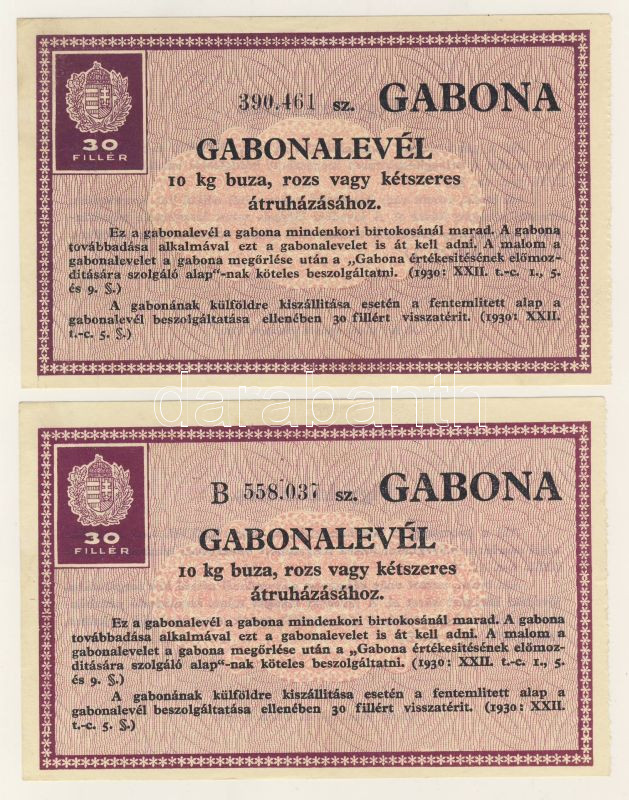 390.461 sz. GABONA
30
FILLÉR
GABONALEVÉL
10 kg buza, rozs vagy kétszeres
átruházásához.
Ez a gabonalevél a gabona mindenkori birtokosánál marad. A gabona
továbbadása alkalmával ezt a gabonalevelet is át kell adni. A malom a
gabonalevelet a gabona megőrlése után a „Gabona értékesitésének előmoz-
ditására szolgáló alap“-nak köteles beszolgáltatni. (1930: XXII. t.-c. 1., 5.
és 9. §.)
A gabonának külföldre kiszállitása esetén a fentemlitett alap a
gabonalevél beszolgáltatása ellenében 30 fillért visszatérit. (1930: XXII.
t.-c. 5. §.)
darabanth
B 558.037 sz. GABONA
30
FILLÉR
GABONALEVÉL
10 kg buza, rozs vagy kétszeres
átruházásához.
Ez a gabonalevél a gabona mindenkori birtokosánál marad. A gabona
továbbadása alkalmával ezt a gabonalevelet is át kell adni. A malom a
gabonalevelet a gabona megőrlése után a „Gabona értékesitésének előmoz-
ditására szolgáló alap“-nak köteles beszolgáltatni. (1930: XXII. t.-c. 1., 5.
és 9. §.)
A gabonának külföldre kiszállitása esetén a fentemlitett alap a
gabonalevél beszolgáltatása ellenében 30 fillért visszatérit. (1930: XXII.
t.-c. 5. §.)